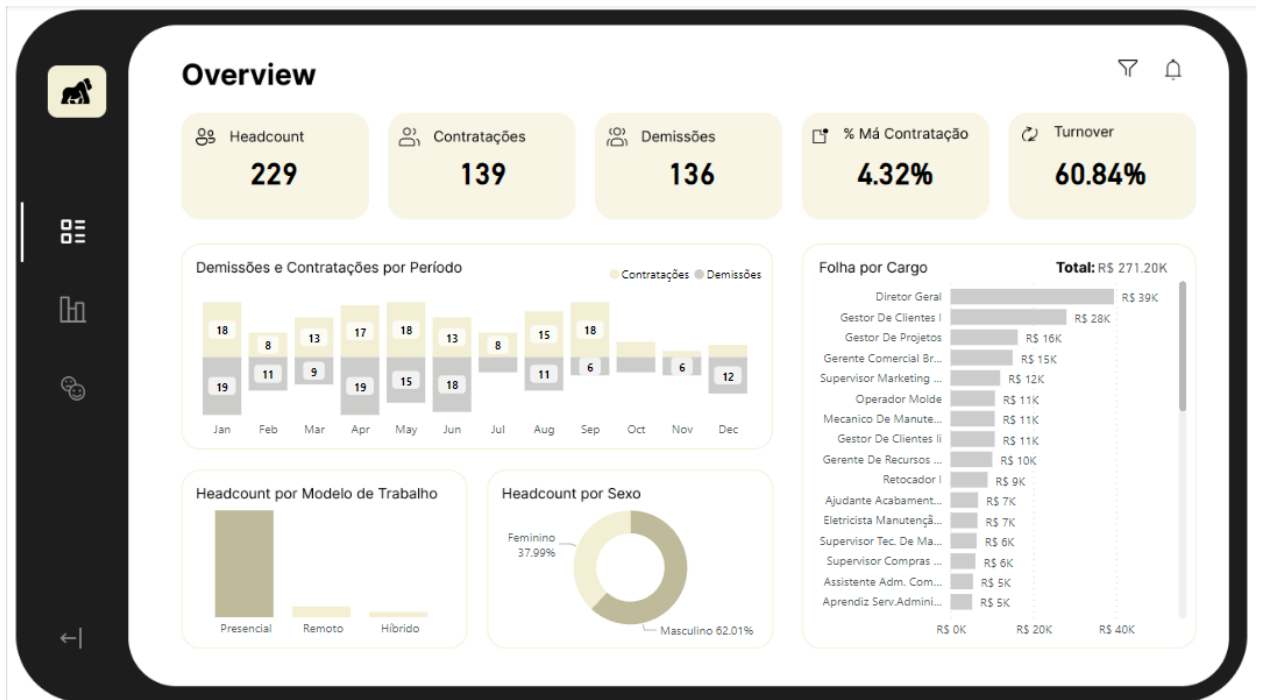 Overview
Headcount
229
Contratações
139
Demissões
136
% Má Contratação
4.32%
Turnover
60.84%
Demissões e Contratações por Período
Contratações Demissões
18 8 13 17 18 13 8 15 18
19 11 9 19 15 18 11 6 6 12
Jan Feb Mar Apr May Jun Jul Aug Sep Oct Nov Dec
Headcount por Modelo de Trabalho
Presencial Remoto Híbrido
Headcount por Sexo
Feminino
37.99%
Masculino 62.01%
Folha por Cargo Total: R$ 271.20K
Diretor Geral R$ 39K
Gestor De Clientes I R$ 28K
Gestor De Projetos R$ 16K
Gerente Comercial Br... R$ 15K
Supervisor Marketing ... R$ 12K
Operador Molde R$ 11K
Mecanico De Manute... R$ 11K
Gestor De Clientes Ii R$ 11K
Gerente De Recursos ... R$ 10K
Retocador I R$ 9K
Ajudante Acabament... R$ 7K
Eletricista Manutençã... R$ 7K
Supervisor Tec. De Ma... R$ 6K
Supervisor Compras ... R$ 6K
Assistente Adm. Com... R$ 5K
Aprendiz Serv.Admini... R$ 5K
R$ 0K R$ 20K R$ 40K